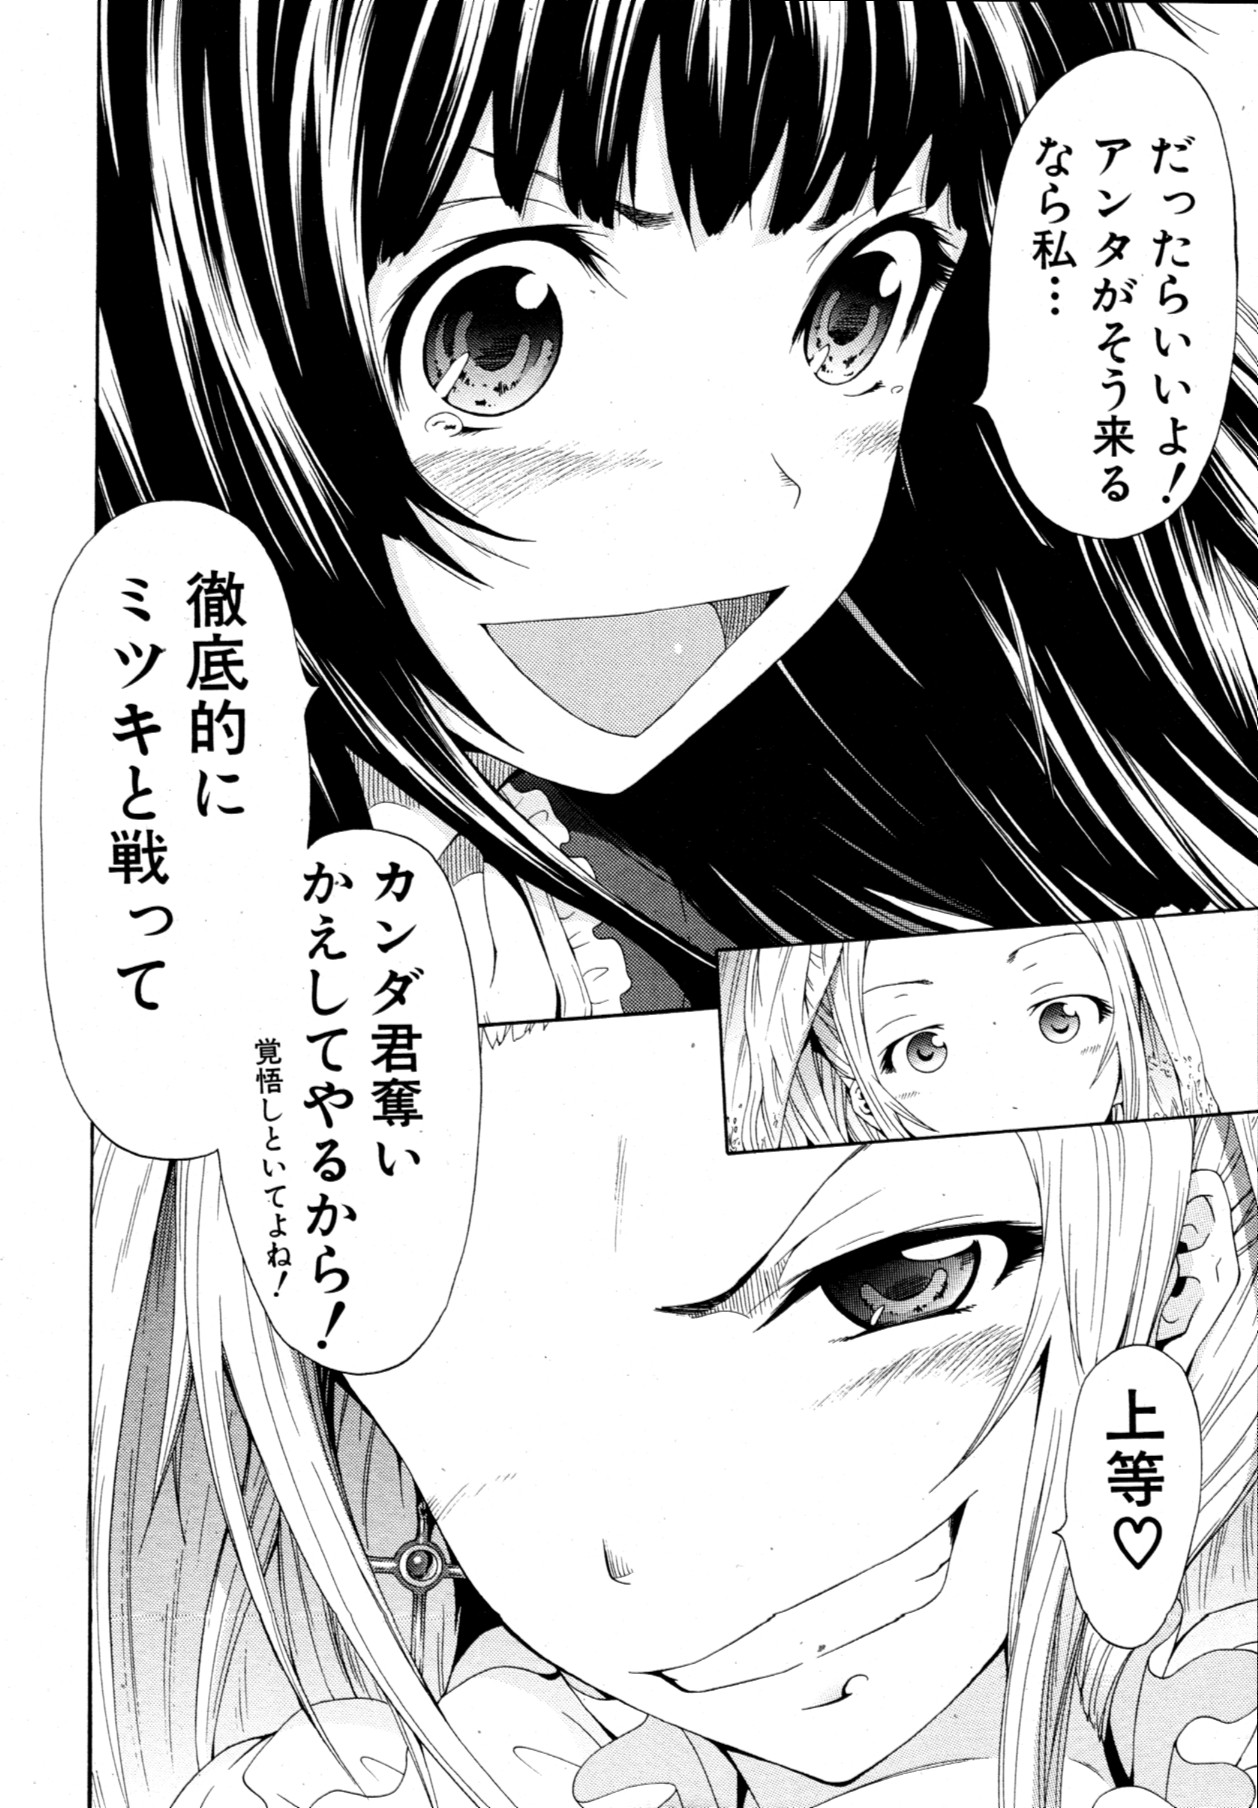 だったらいいよ！
アンタがそう来る
なら私…
徹底的に
ミツキと戦って
カンダ君奪い
かえしてやるから！
覚悟しといてよね！
上等♡